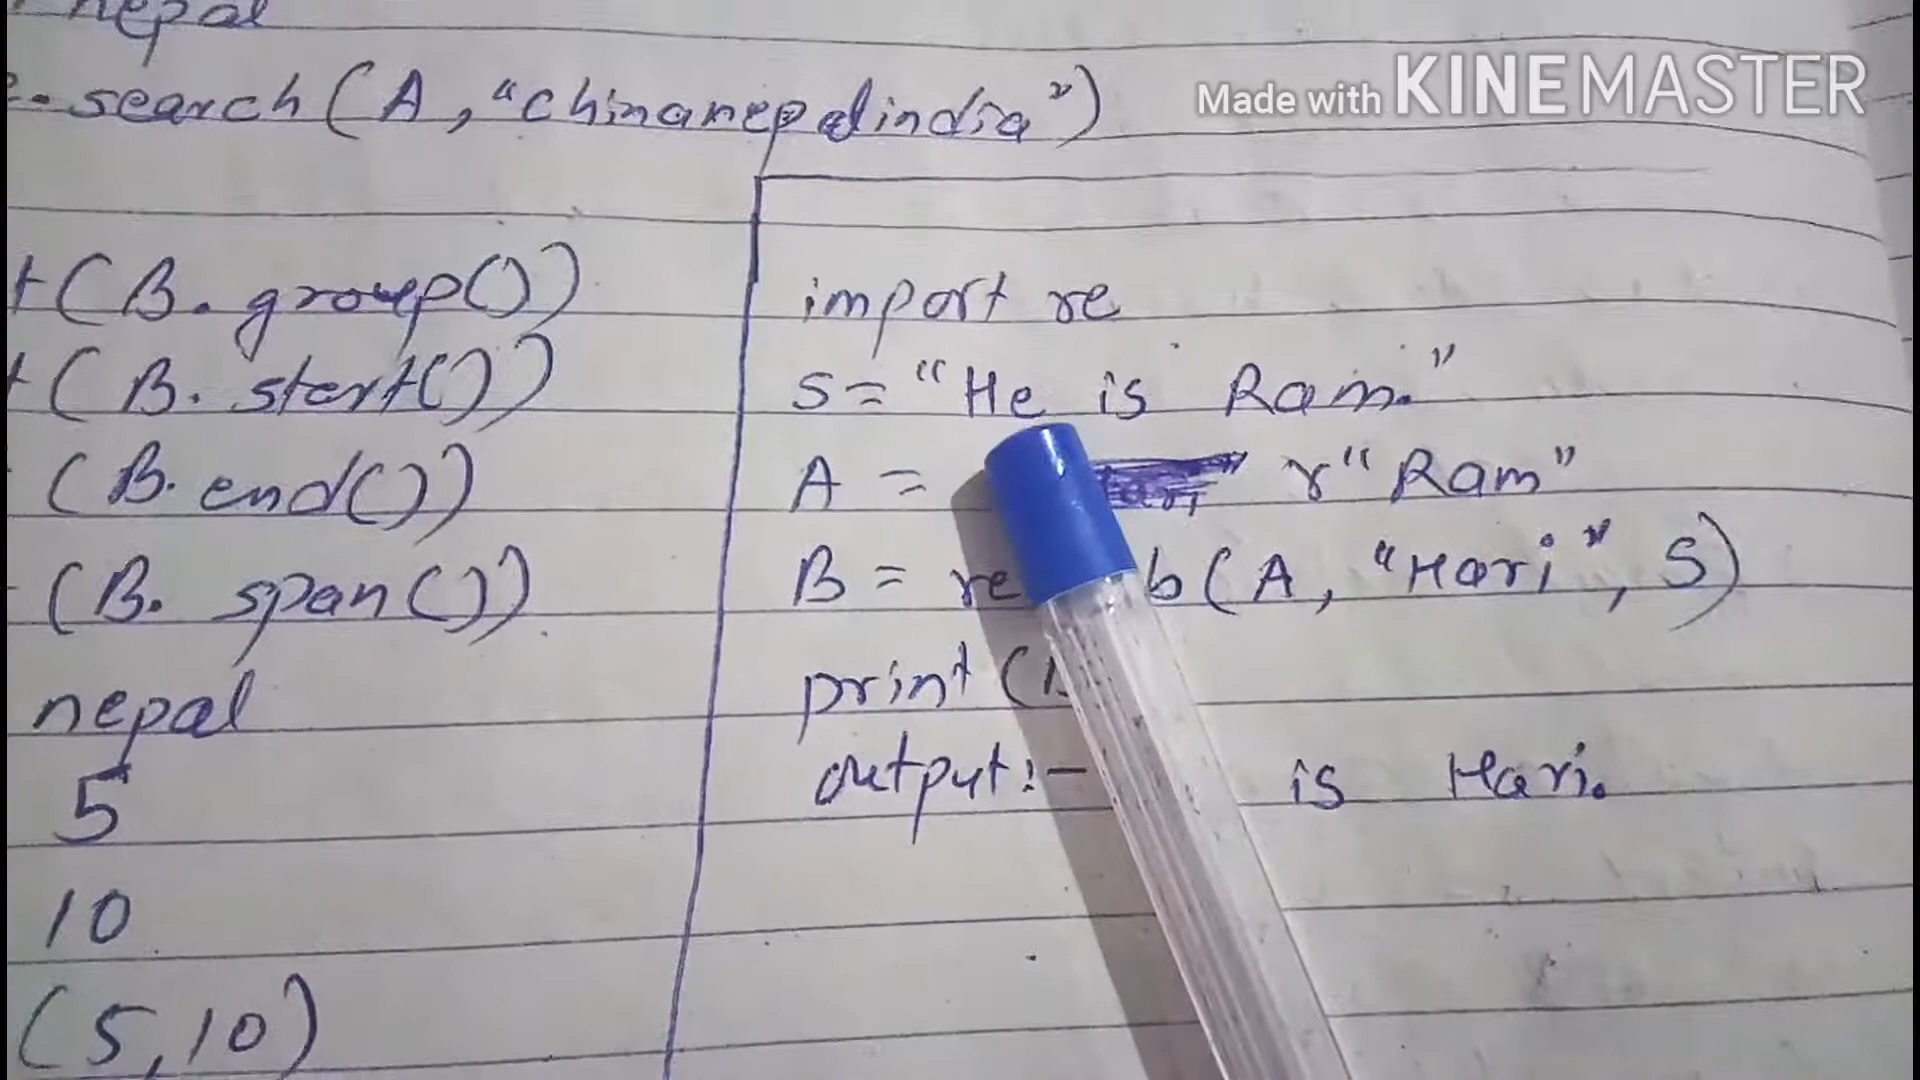 nepal
.search(A, "chinanepalindia")
t(B.group())
t(B.start())
(B.end())
(B.span())
nepal
5
10
(5,10)
import re
S= "He is Ram."
A = r"Ram"
B = re b(A, "Hari", S)
print(
output:- is Hari.
Made with KINEMASTER